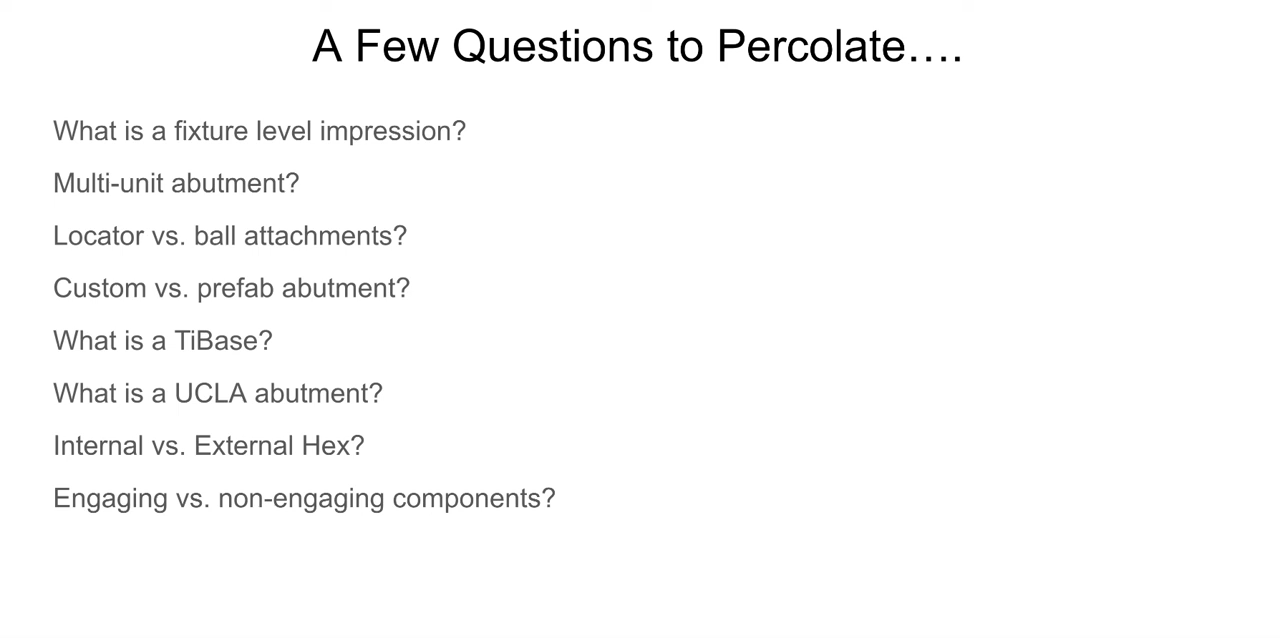 A Few Questions to Percolate....
What is a fixture level impression?
Multi-unit abutment?
Locator vs. ball attachments?
Custom vs. prefab abutment?
What is a TiBase?
What is a UCLA abutment?
Internal vs. External Hex?
Engaging vs. non-engaging components?